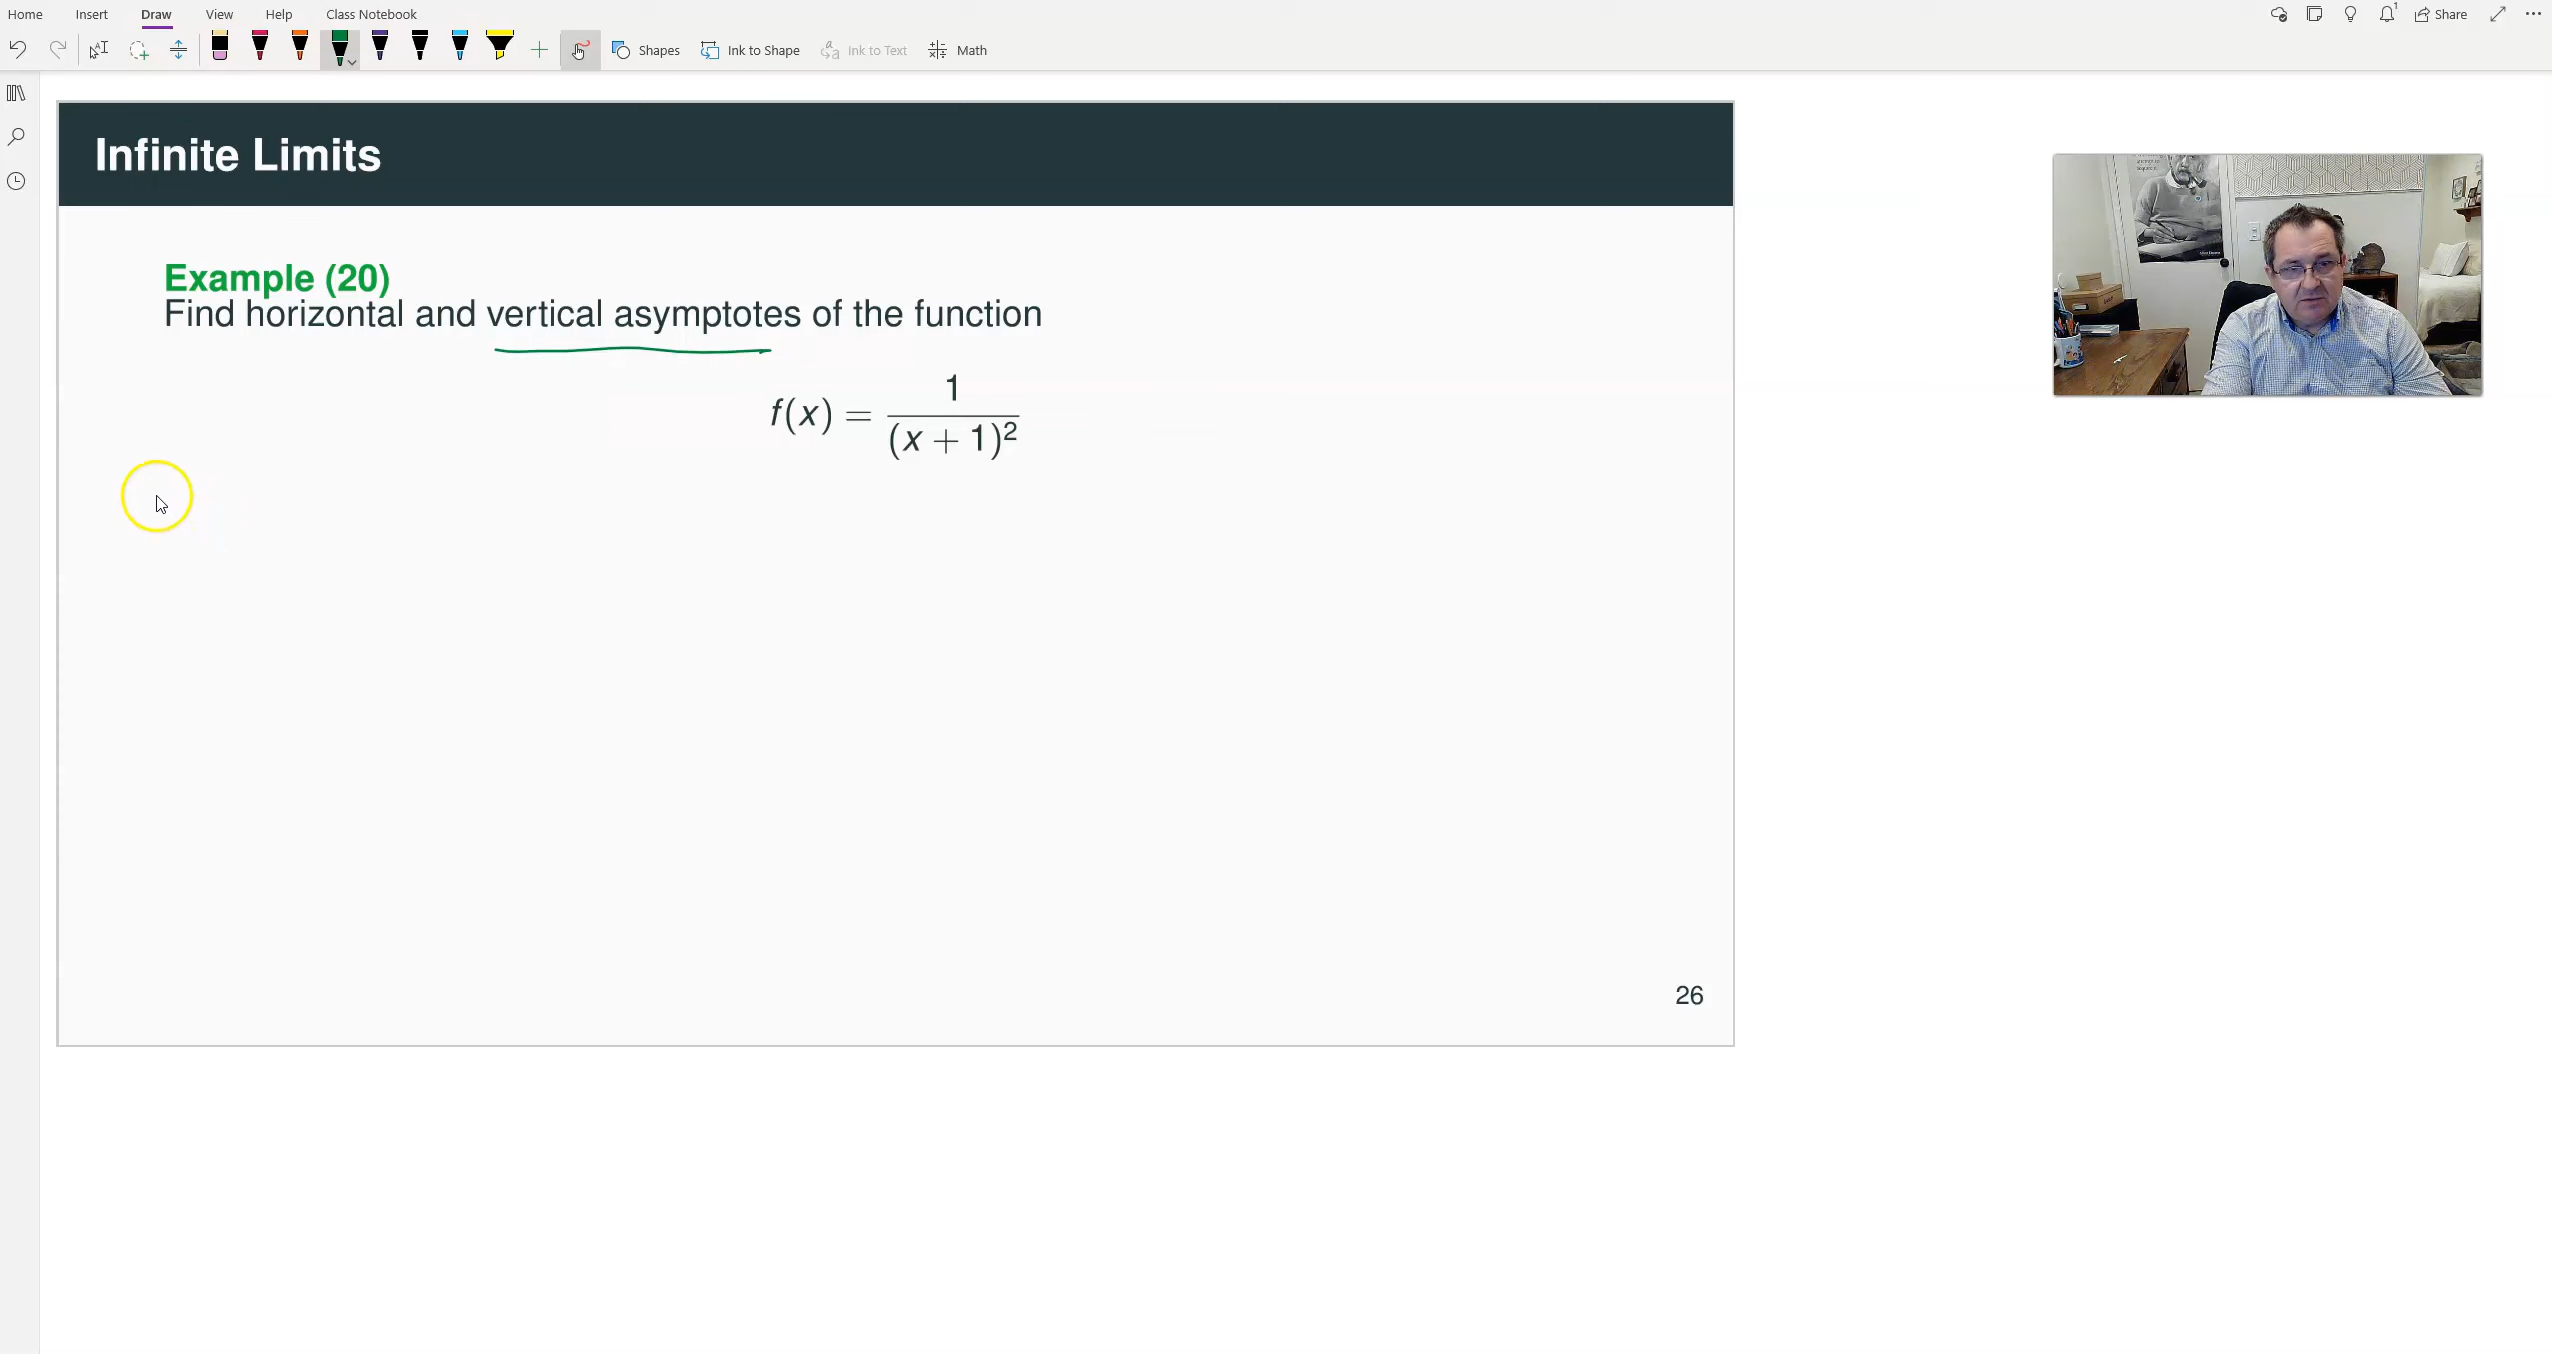 Home Insert Draw View Help Class Notebook
1
Share
Shapes Ink to Shape Ink to Text Math
Infinite Limits
Example (20)
Find horizontal and vertical asymptotes of the function
f(x) = 1 / (x + 1)²
26